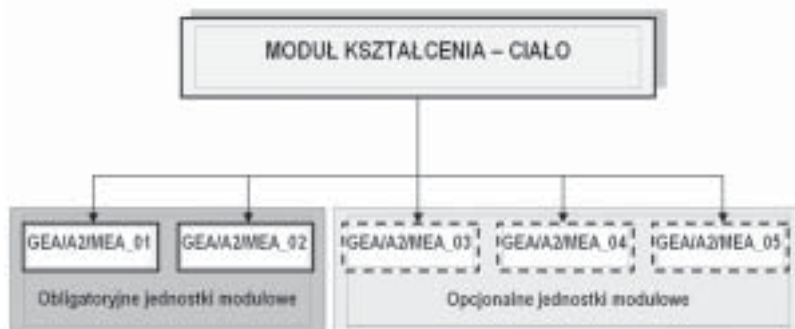 MODUŁ KSZTAŁCENIA – CIAŁO
GEA/A2/MEA_01
GEA/A2/MEA_02
GEA/A2/MEA_03
GEA/A2/MEA_04
GEA/A2/MEA_05
Obligatoryjne jednostki modułowe
Opcjonalne jednostki modułowe